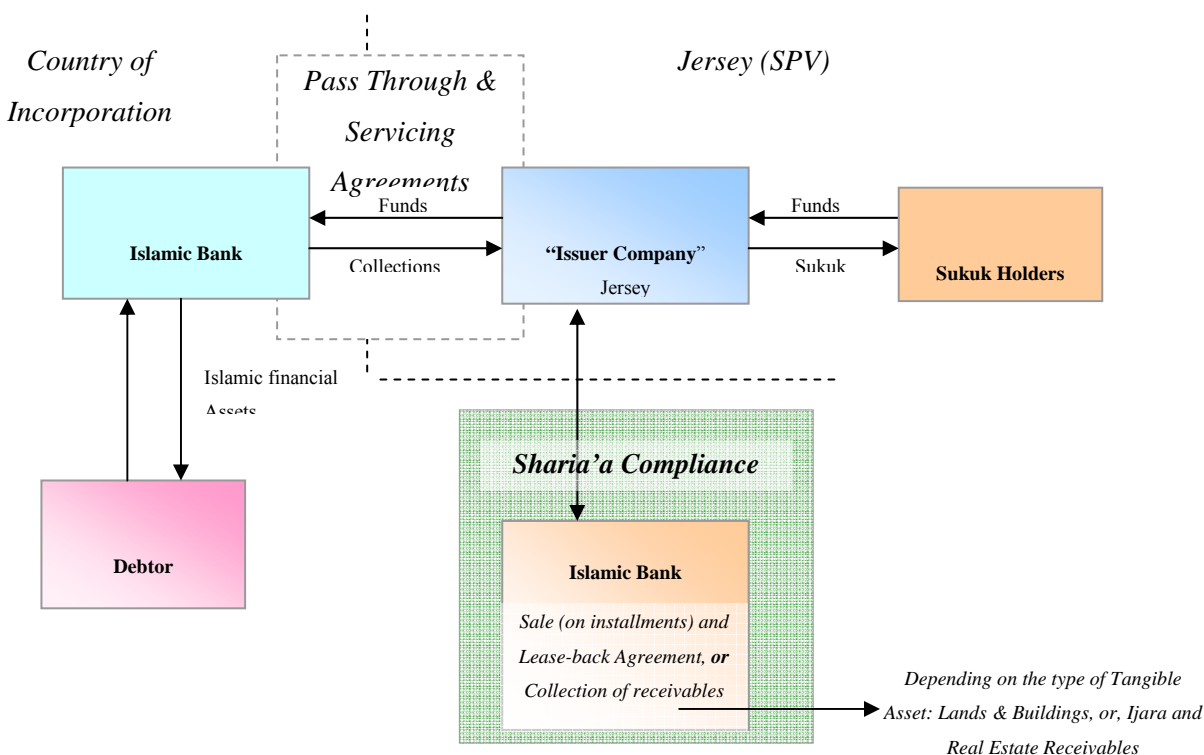 Country of
Incorporation
Pass Through &
Servicing
Agreements
Jersey (SPV)
Funds
Funds
Islamic Bank
Collections
“Issuer Company”
Jersey
Sukuk
Sukuk Holders
Islamic financial
Assets
Sharia’a Compliance
Debtor
Islamic Bank
Sale (on installments) and
Lease-back Agreement, or
Collection of receivables
Depending on the type of Tangible
Asset: Lands & Buildings, or, Ijara and
Real Estate Receivables